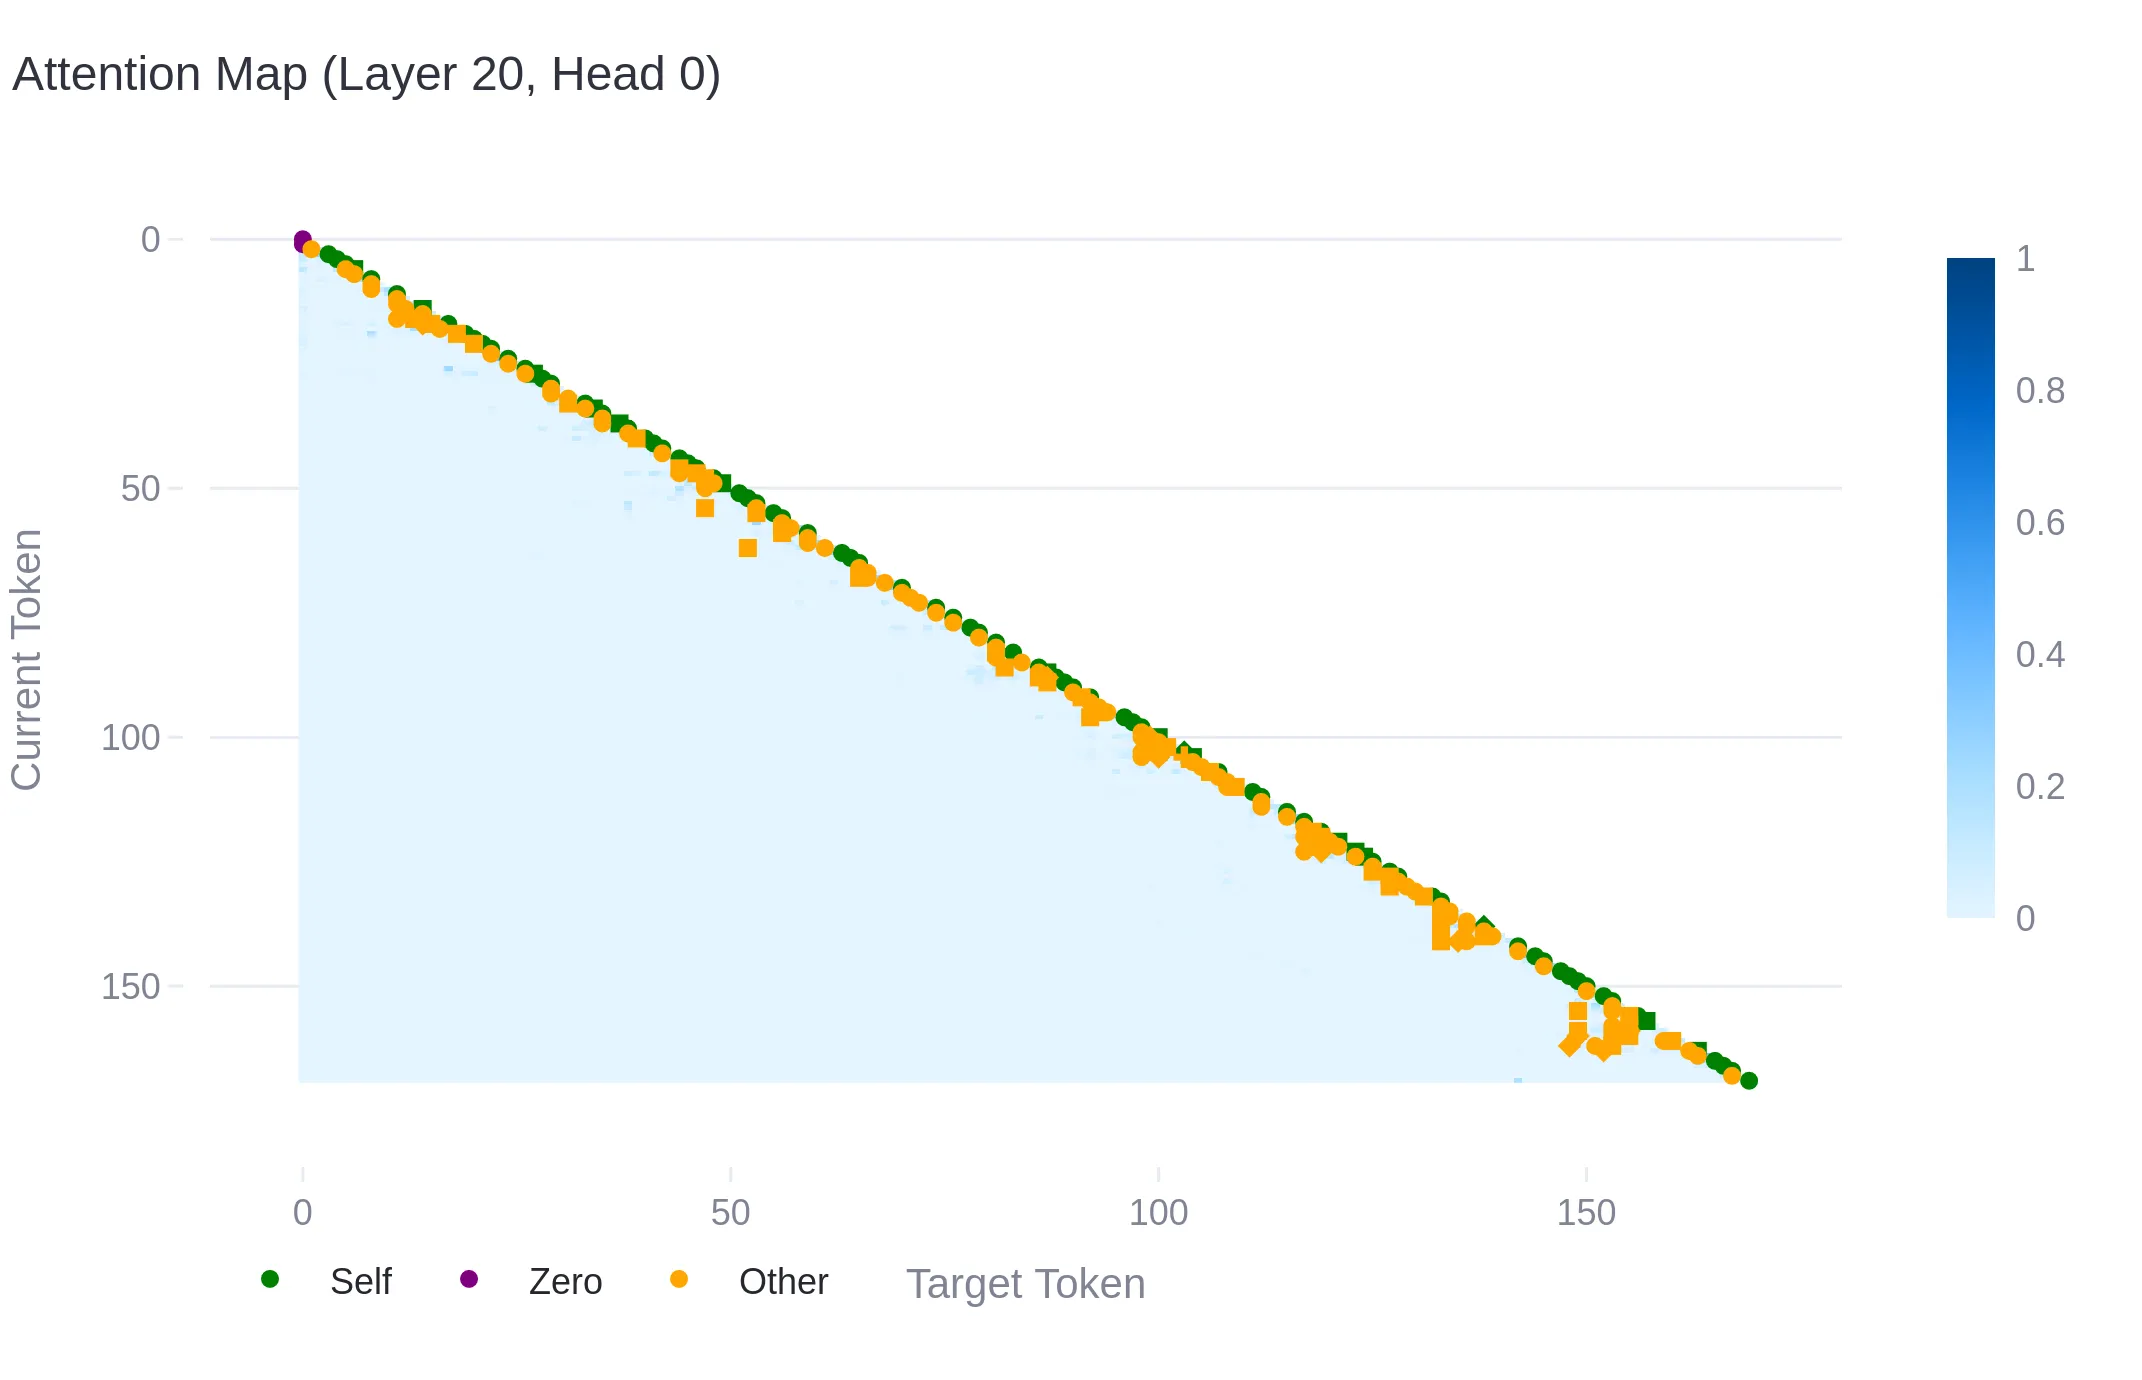 Attention Map (Layer 20, Head 0)
0
50
100
150
Current Token
1
0.8
0.6
0.4
0.2
0
0 50 100 150
Self Zero Other Target Token